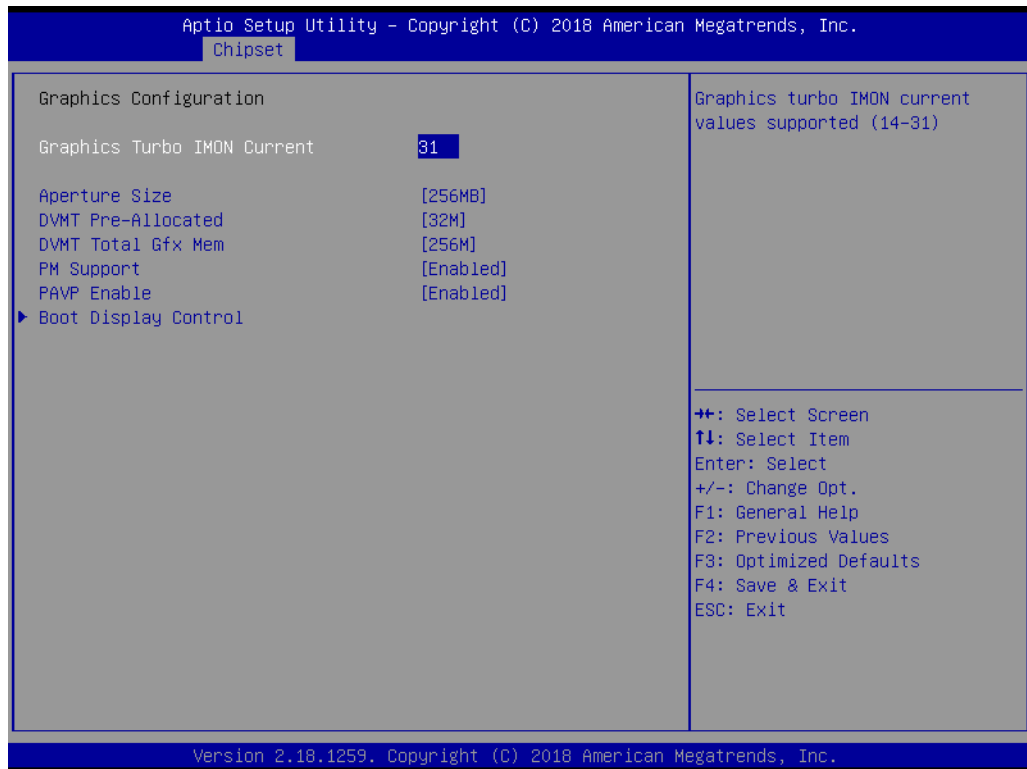 Aptio Setup Utility – Copyright (C) 2018 American Megatrends, Inc.
Chipset
Graphics Configuration
Graphics Turbo IMON Current 31
Aperture Size [256MB]
DVMT Pre-Allocated [32M]
DVMT Total Gfx Mem [256M]
PM Support [Enabled]
PAVP Enable [Enabled]
Boot Display Control
Graphics turbo IMON current
values supported (14-31)
→←: Select Screen
↑↓: Select Item
Enter: Select
+/-: Change Opt.
F1: General Help
F2: Previous Values
F3: Optimized Defaults
F4: Save & Exit
ESC: Exit
Version 2.18.1259. Copyright (C) 2018 American Megatrends, Inc.